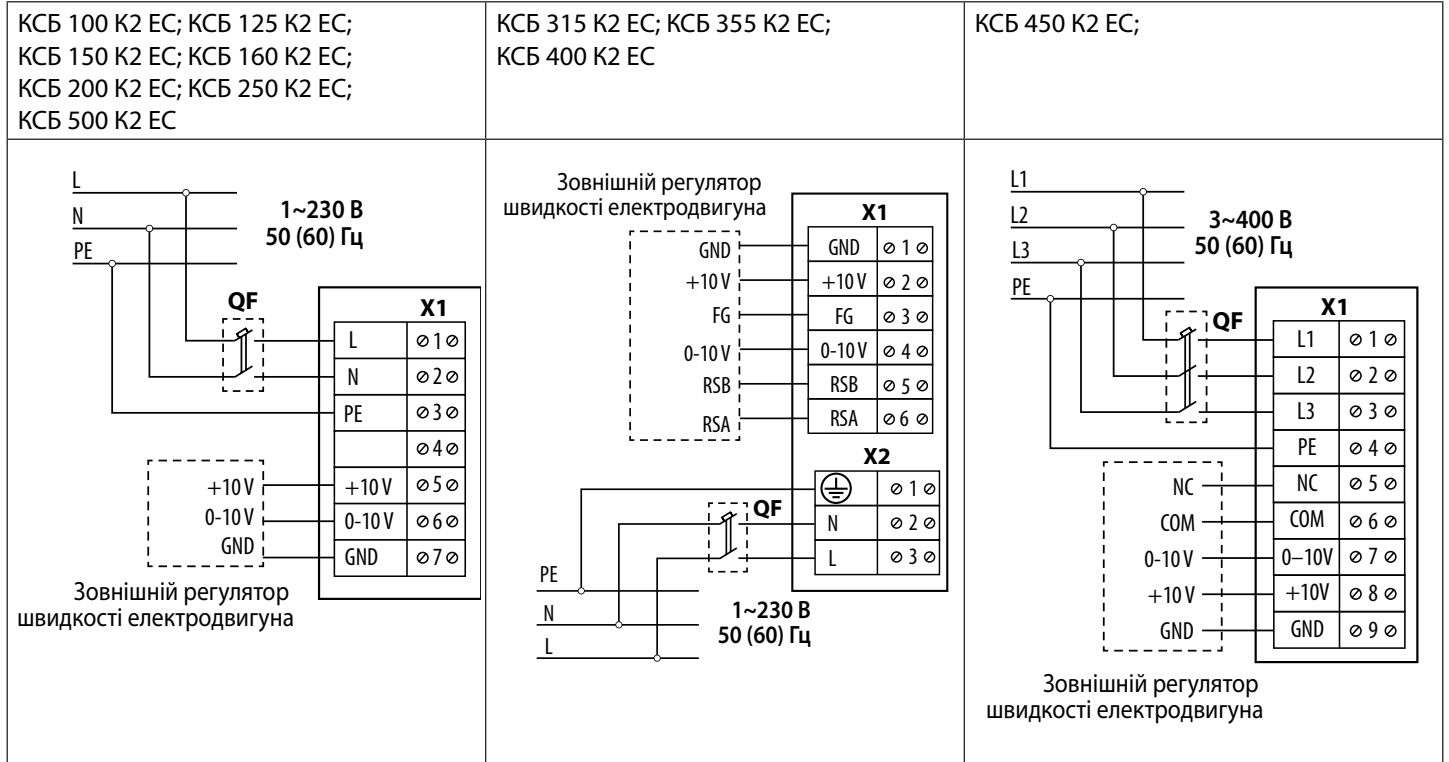 КСБ 100 К2 ЕС; КСБ 125 К2 ЕС;
КСБ 150 К2 ЕС; КСБ 160 К2 ЕС;
КСБ 200 К2 ЕС; КСБ 250 К2 ЕС;
КСБ 500 К2 ЕС
КСБ 315 К2 ЕС; КСБ 355 К2 ЕС;
КСБ 400 К2 ЕС
КСБ 450 К2 ЕС;
L
N
PE
1~230 В
50 (60) Гц
QF
X1
L 1
N 2
PE 3
4
+10 V +10 V 5
0-10 V 0-10 V 6
GND GND 7
Зовнішній регулятор
швидкості електродвигуна
Зовнішній регулятор
швидкості електродвигуна
X1
GND GND 1
+10 V +10 V 2
FG FG 3
0-10 V 0-10 V 4
RSB RSB 5
RSA RSA 6
X2
1
QF
N 2
L 3
PE
N
L
1~230 В
50 (60) Гц
L1
L2
L3
PE
3~400 В
50 (60) Гц
QF
X1
L1 1
L2 2
L3 3
PE 4
NC NC 5
COM COM 6
0-10 V 0–10V 7
+10 V +10V 8
GND GND 9
Зовнішній регулятор
швидкості електродвигуна